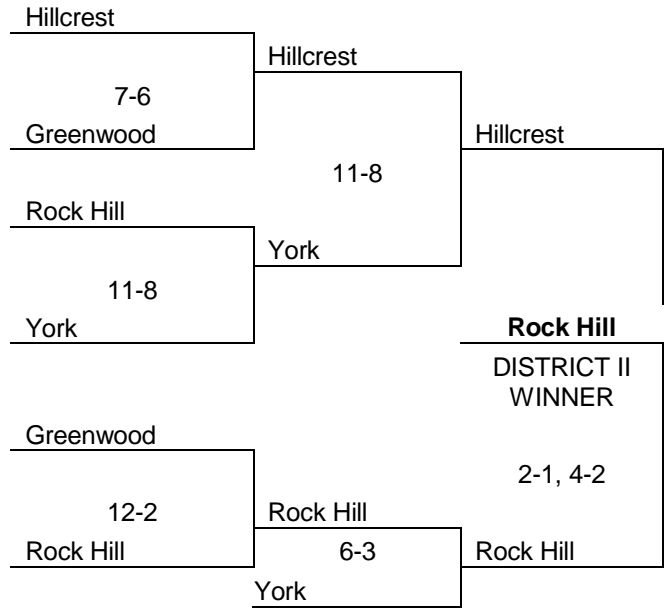 Hillcrest
Hillcrest
7-6
Greenwood
Hillcrest
11-8
Rock Hill
York
11-8
York
Rock Hill
DISTRICT II
WINNER
Greenwood
2-1, 4-2
12-2
Rock Hill
Rock Hill
6-3
Rock Hill
York